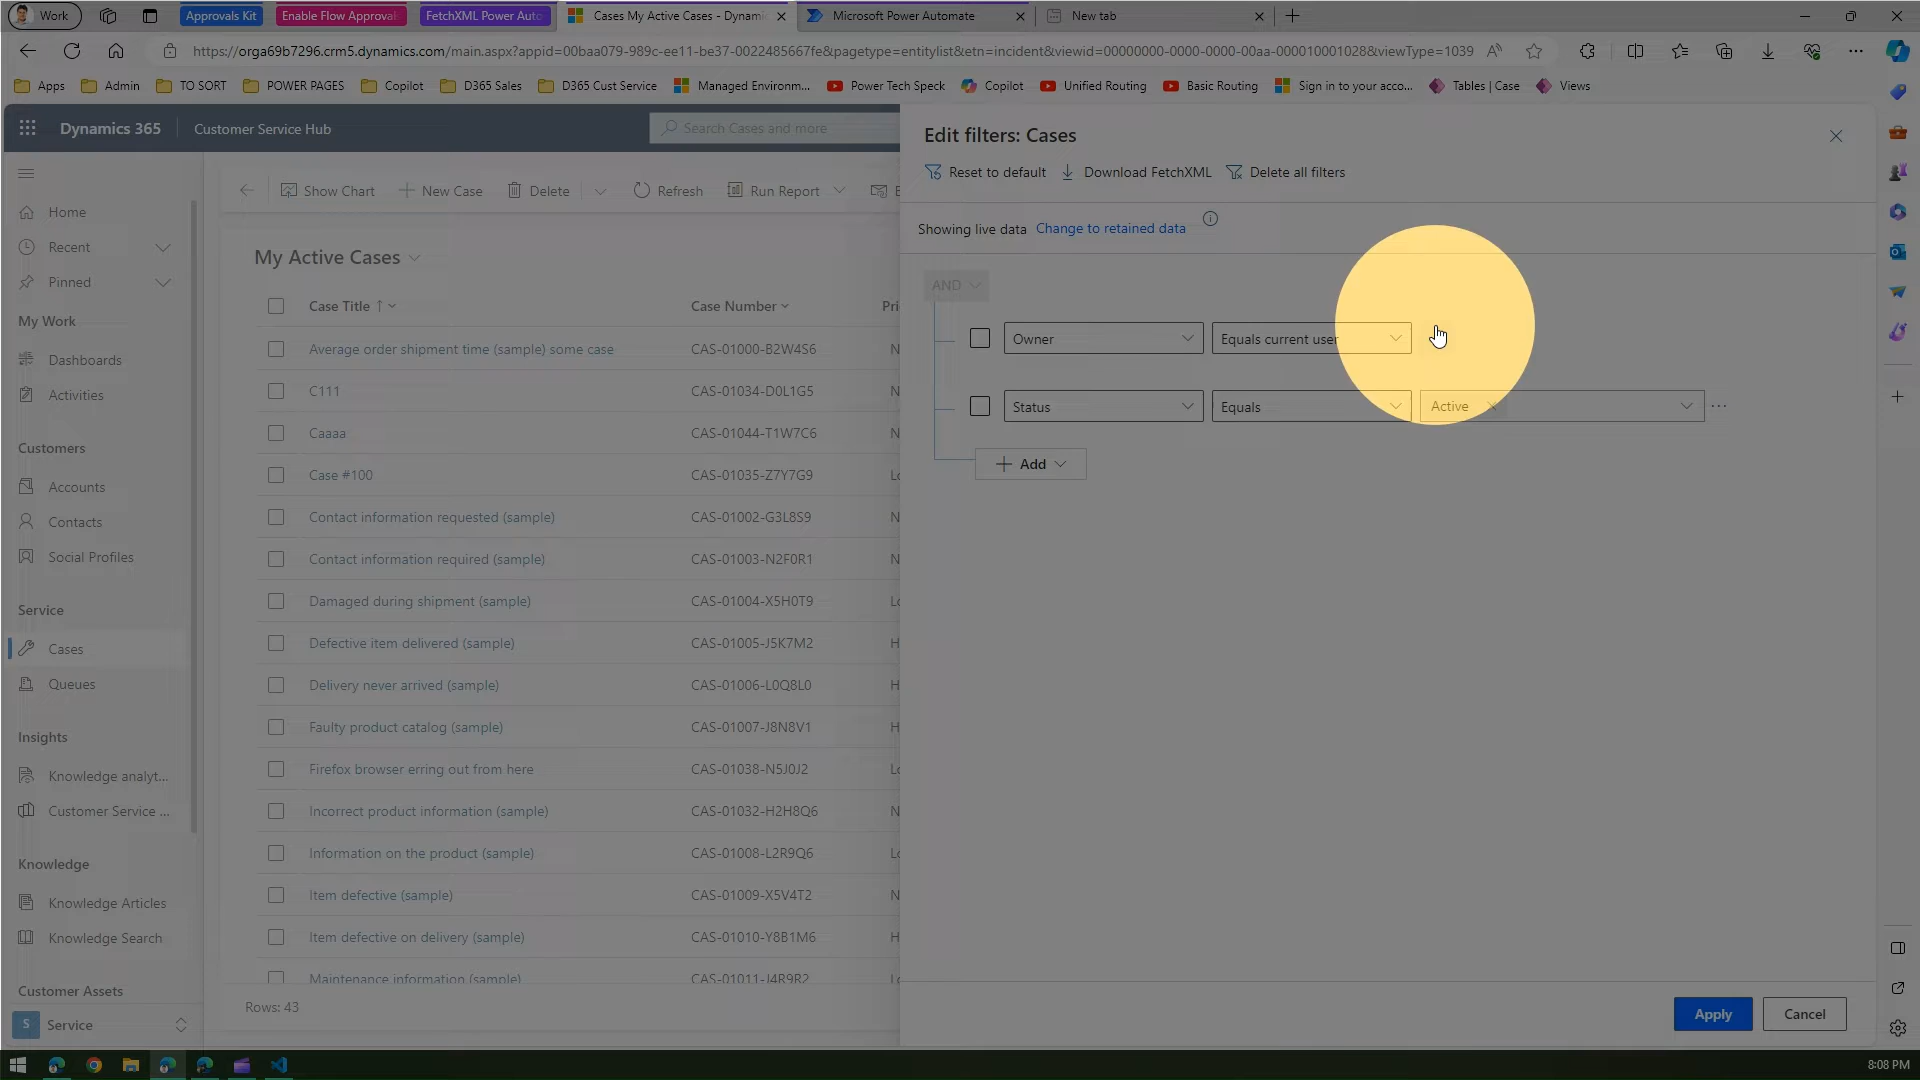 Work
Approvals Kit
Enable Flow Approval
FetchXML Power Auto
Cases My Active Cases - Dynamic
Microsoft Power Automate
New tab
https://orga69b7296.crm5.dynamics.com/main.aspx?appid=00baa079-989c-ee11-be37-0022485667fe&pagetype=entitylist&etn=incident&viewid=00000000-0000-0000-00aa-000010001028&viewType=1039
Apps
Admin
TO SORT
POWER PAGES
Copilot
D365 Sales
D365 Cust Service
Managed Environm...
Power Tech Speck
Copilot
Unified Routing
Basic Routing
Sign in to your acco...
Tables | Case
Views
Dynamics 365
Customer Service Hub
Search Cases and more
Home
Recent
Pinned
My Work
Dashboards
Activities
Customers
Accounts
Contacts
Social Profiles
Service
Cases
Queues
Insights
Knowledge analyt...
Customer Service ...
Knowledge
Knowledge Articles
Knowledge Search
Customer Assets
S Service
Show Chart
New Case
Delete
Refresh
Run Report
E
My Active Cases
Case Title ↑ Case Number Pri
Average order shipment time (sample) some case CAS-01000-B2W4S6 N
C111 CAS-01034-D0L1G5 N
Caaaa CAS-01044-T1W7C6 N
Case #100 CAS-01035-Z7Y7G9 Lo
Contact information requested (sample) CAS-01002-G3L8S9 N
Contact information required (sample) CAS-01003-N2F0R1 N
Damaged during shipment (sample) CAS-01004-X5H0T9 Lo
Defective item delivered (sample) CAS-01005-J5K7M2 H
Delivery never arrived (sample) CAS-01006-L0Q8L0 H
Faulty product catalog (sample) CAS-01007-J8N8V1 H
Firefox browser erring out from here CAS-01038-N5J0J2 Lo
Incorrect product information (sample) CAS-01032-H2H8Q6 N
Information on the product (sample) CAS-01008-L2R9Q6 Lo
Item defective (sample) CAS-01009-X5V4T2 N
Item defective on delivery (sample) CAS-01010-Y8B1M6 H
Maintenance information (sample) CAS-01011-J4R9R2 Lo
Rows: 43
Edit filters: Cases
Reset to default
Download FetchXML
Delete all filters
Showing live data Change to retained data
AND
Owner Equals current user
Status Equals Active
Add
Apply
Cancel
8:08 PM